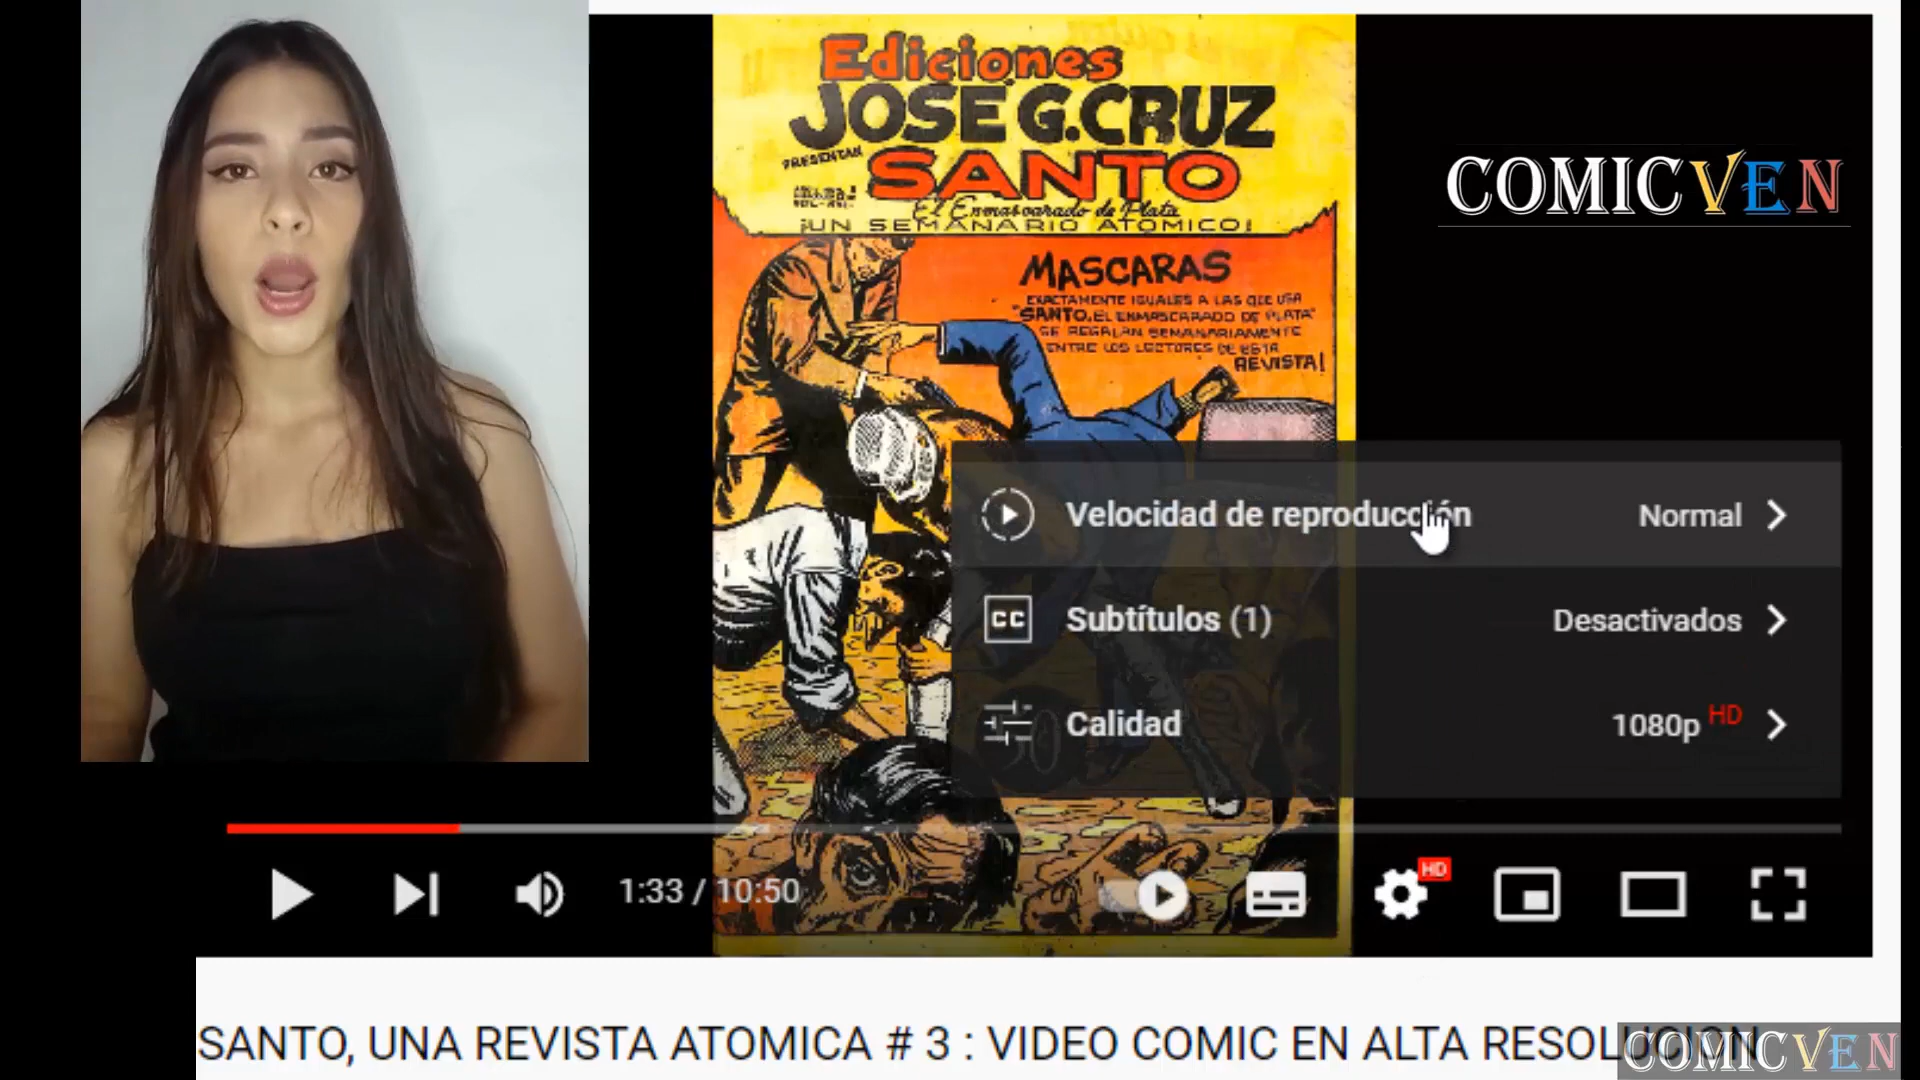 Ediciones
JOSE G. CRUZ
PRESENTAN
SANTO
El Enmascarado de Plata
¡UN SEMANARIO ATOMICO!
COMICVEN
MASCARAS
EXACTAMENTE IGUALES A LAS QUE USA
"SANTO, EL ENMASCARADO DE PLATA"
SE REGALAN SEMANARIAMENTE
ENTRE LOS LECTORES DE ESTA
REVISTA!
Velocidad de reproducción Normal
CC Subtítulos (1) Desactivados
Calidad 1080p HD
1:33 / 10:50
HD
SANTO, UNA REVISTA ATOMICA # 3 : VIDEO COMIC EN ALTA RESOLUCION
COMICVEN